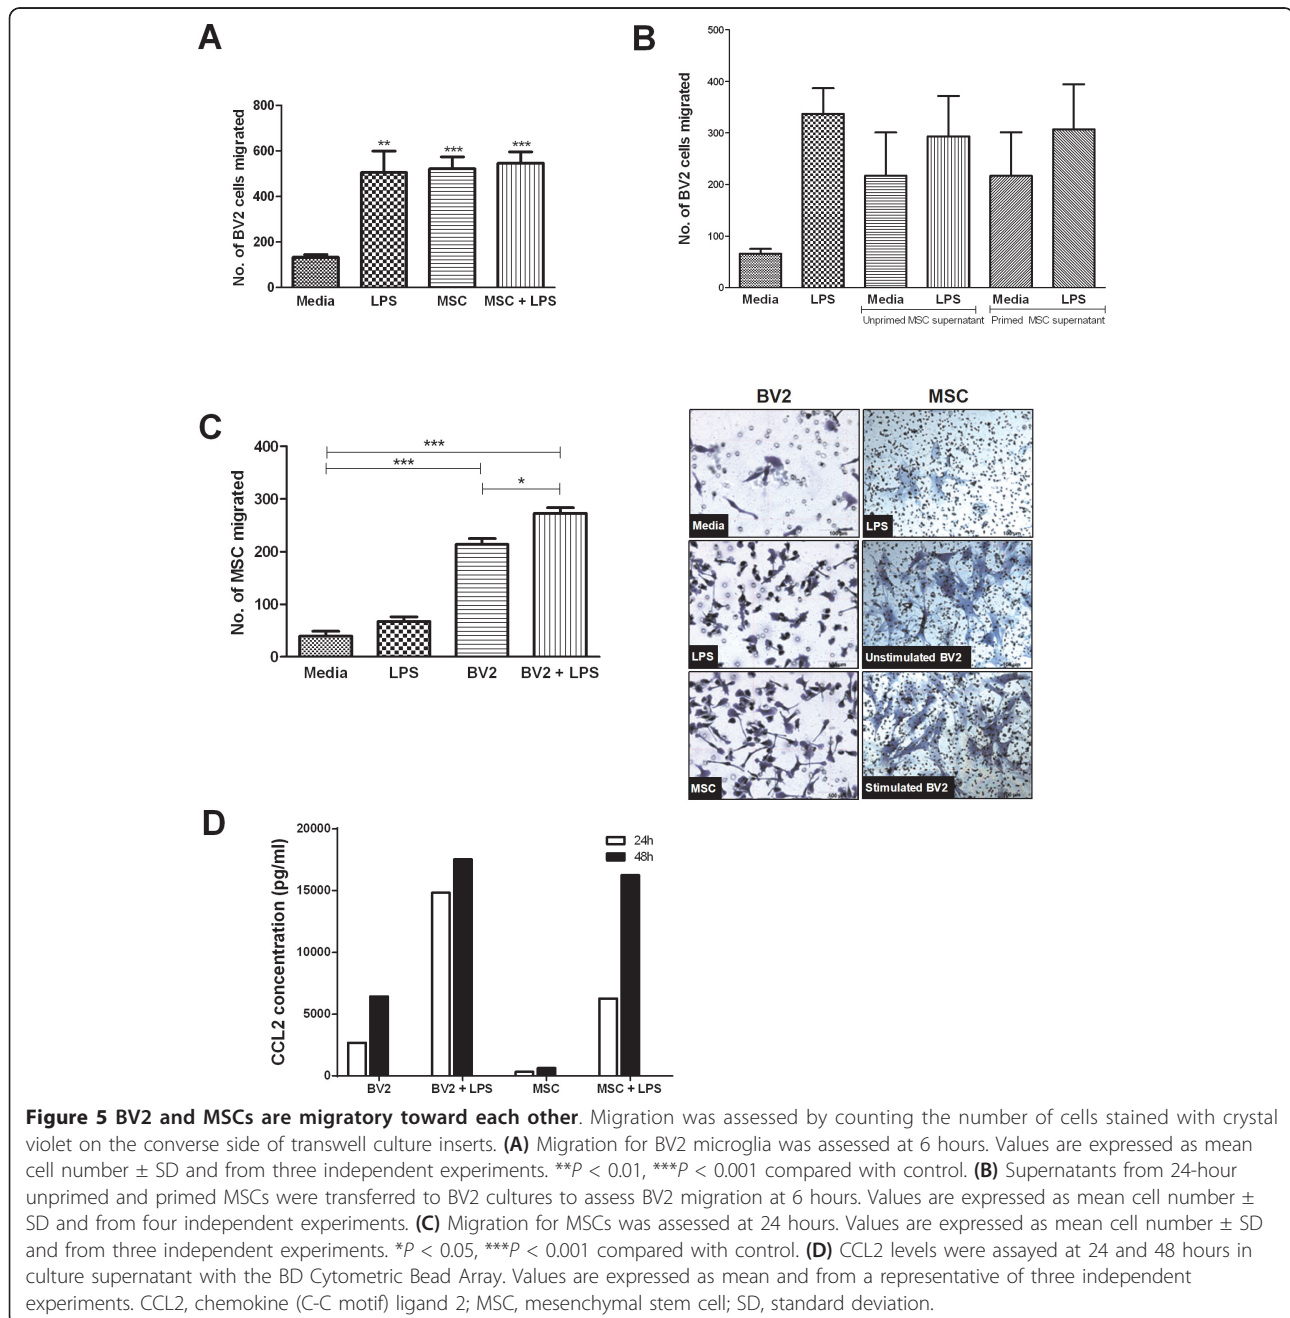 A
No. of BV2 cells migrated
800
600
400
200
0
**
***
***
Media LPS MSC MSC + LPS
B
No. of BV2 cells migrated
500
400
300
200
100
0
Media LPS Media LPS Media LPS
Unprimed MSC supernatant Primed MSC supernatant
C
No. of MSC migrated
400
300
200
100
0
***
***
*
Media LPS BV2 BV2 + LPS
BV2 MSC
Media LPS
100 µm 100 µm
LPS Unstimulated BV2
100 µm 100 µm
MSC Stimulated BV2
100 µm 100 µm
D
CCL2 concentration (pg/ml)
20000
15000
10000
5000
0
24h
48h
BV2 BV2 + LPS MSC MSC + LPS
Figure 5 BV2 and MSCs are migratory toward each other. Migration was assessed by counting the number of cells stained with crystal
violet on the converse side of transwell culture inserts. (A) Migration for BV2 microglia was assessed at 6 hours. Values are expressed as mean
cell number ± SD and from three independent experiments. **P < 0.01, ***P < 0.001 compared with control. (B) Supernatants from 24-hour
unprimed and primed MSCs were transferred to BV2 cultures to assess BV2 migration at 6 hours. Values are expressed as mean cell number ±
SD and from four independent experiments. (C) Migration for MSCs was assessed at 24 hours. Values are expressed as mean cell number ± SD
and from three independent experiments. *P < 0.05, ***P < 0.001 compared with control. (D) CCL2 levels were assayed at 24 and 48 hours in
culture supernatant with the BD Cytometric Bead Array. Values are expressed as mean and from a representative of three independent
experiments. CCL2, chemokine (C-C motif) ligand 2; MSC, mesenchymal stem cell; SD, standard deviation.